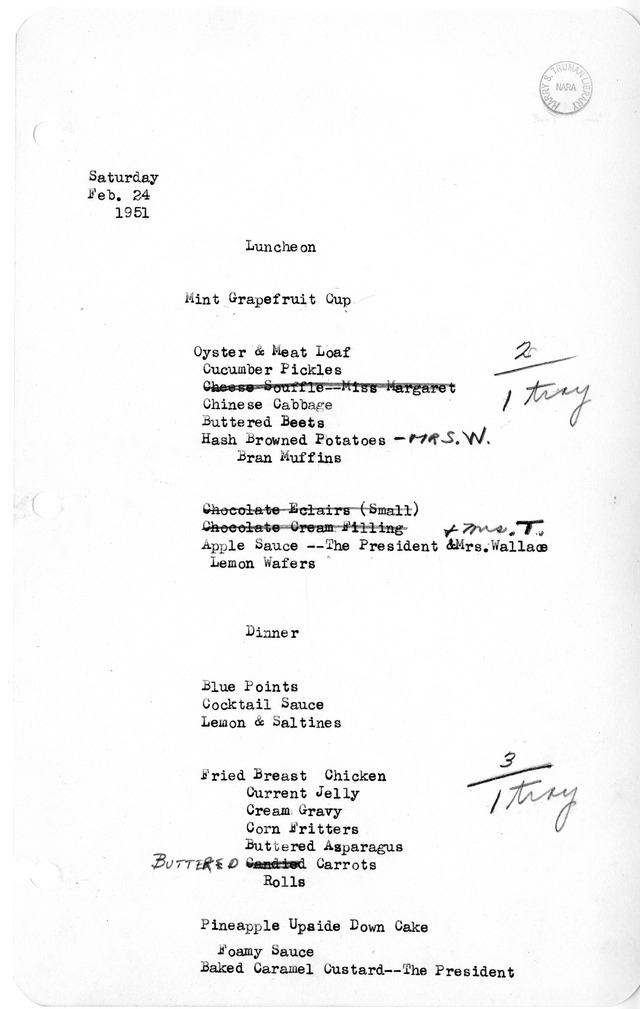 HARRY S. TRUMAN LIBRARY
NARA
Saturday
Feb. 24
1951
Luncheon
Mint Grapefruit Cup
Oyster & Meat Loaf
2
Cucumber Pickles
Cheese Souffle--Miss Margaret
1 tray
Chinese Cabbage
Buttered Beets
Hash Browned Potatoes - MRS. W.
Bran Muffins
Chocolate Eclairs (Small)
Chocolate Cream Filling
+ Mrs. T.
Apple Sauce --The President &Mrs.Wallace
Lemon Wafers
Dinner
Blue Points
Cocktail Sauce
Lemon & Saltines
3
Fried Breast Chicken
Current Jelly
1 tray
Cream Gravy
Corn Fritters
Buttered Asparagus
BUTTERED Candied Carrots
Rolls
Pineapple Upside Down Cake
Foamy Sauce
Baked Caramel Custard--The President